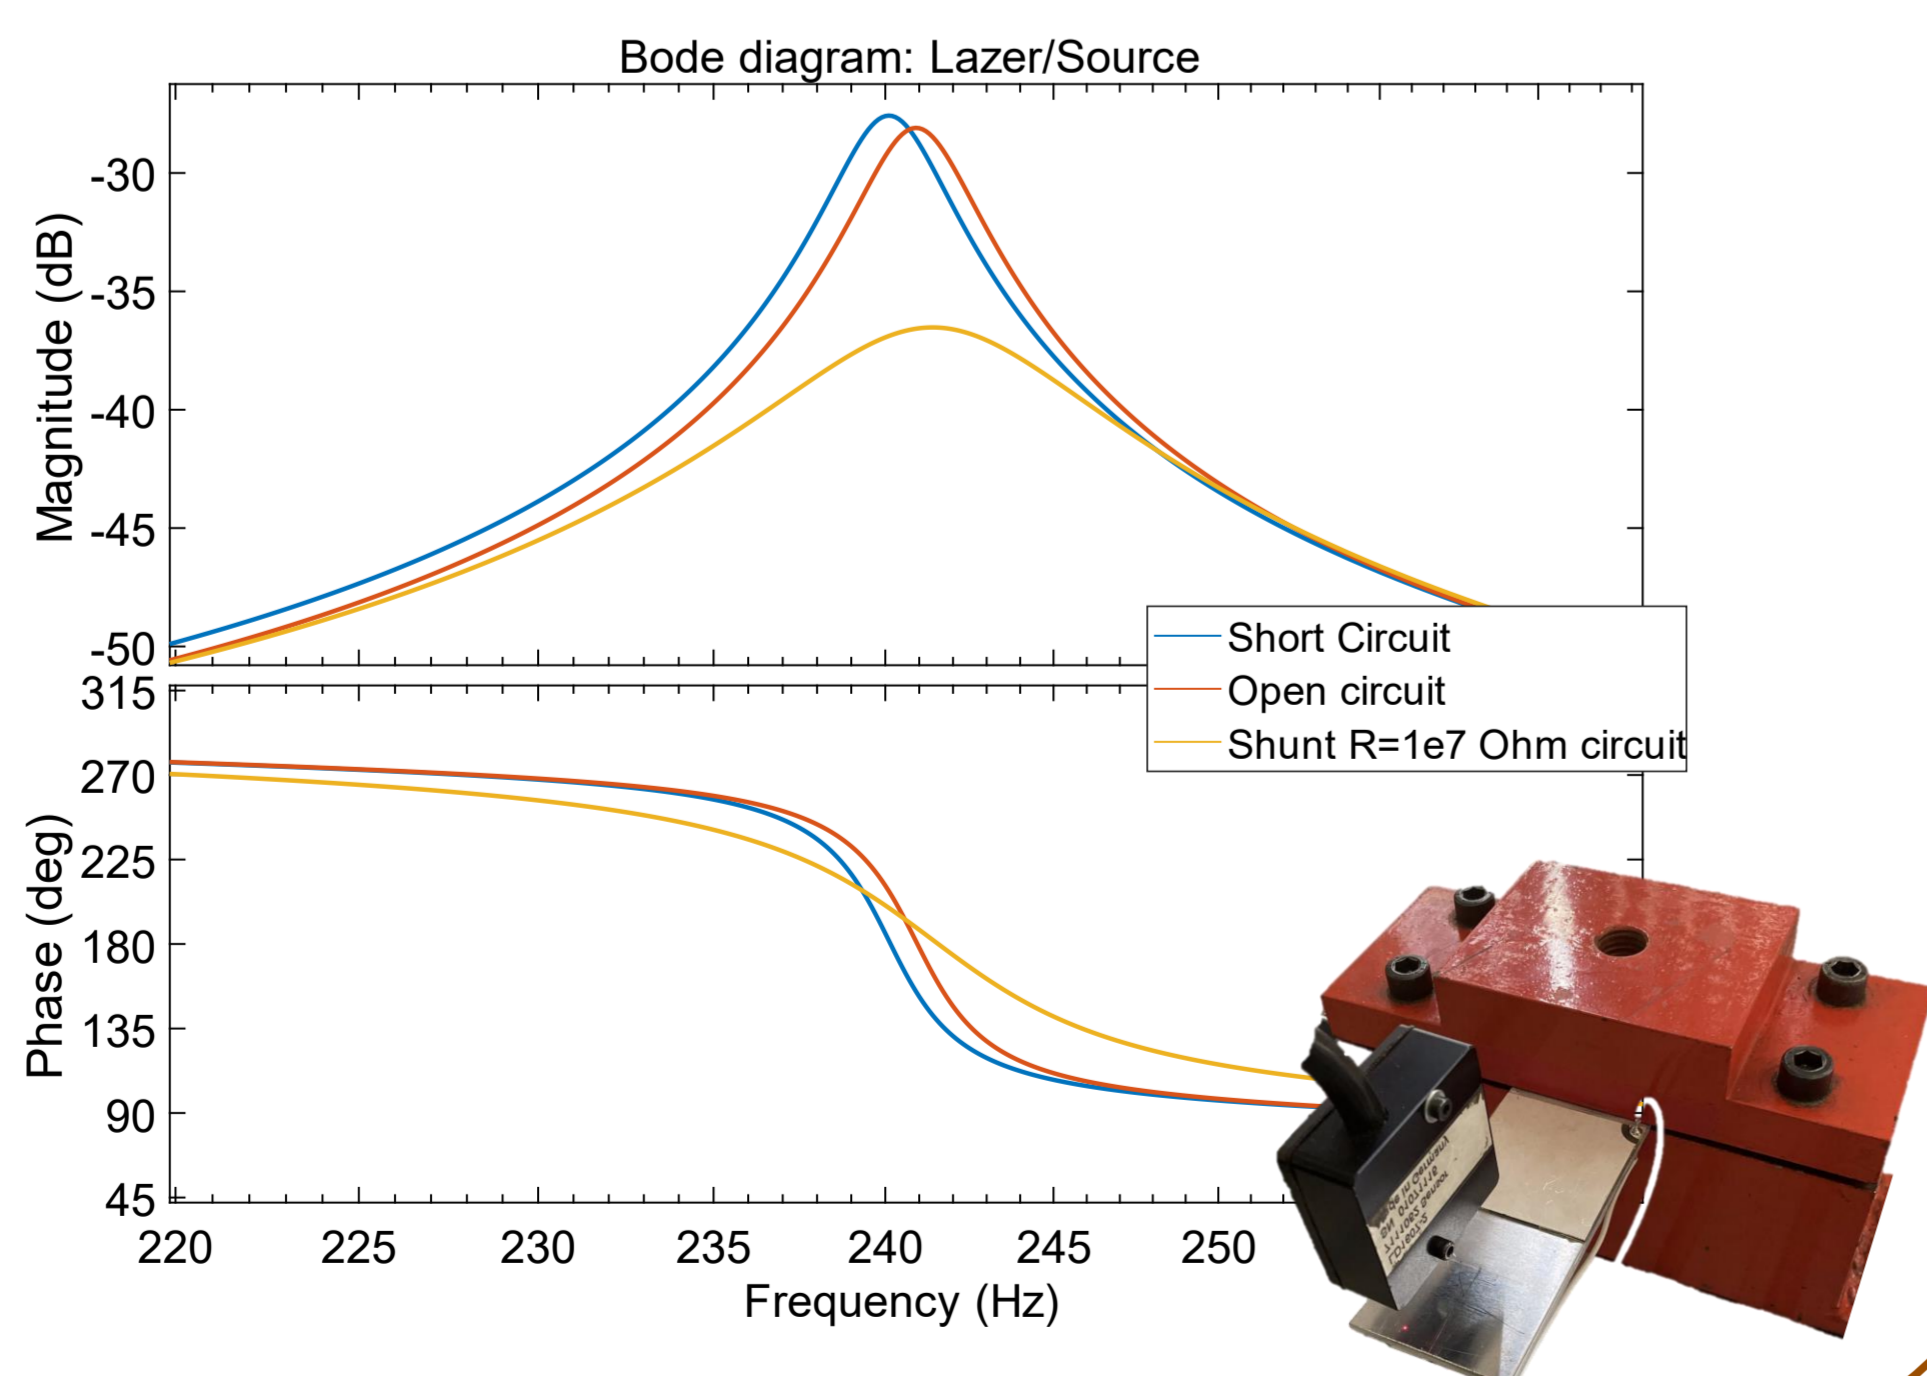 Bode diagram: Lazer/Source
Magnitude (dB)
-30
-35
-40
-45
-50
Short Circuit
Open circuit
Shunt R=1e7 Ohm circuit
Phase (deg)
315
270
225
180
135
90
45
220 225 230 235 240 245 250
Frequency (Hz)